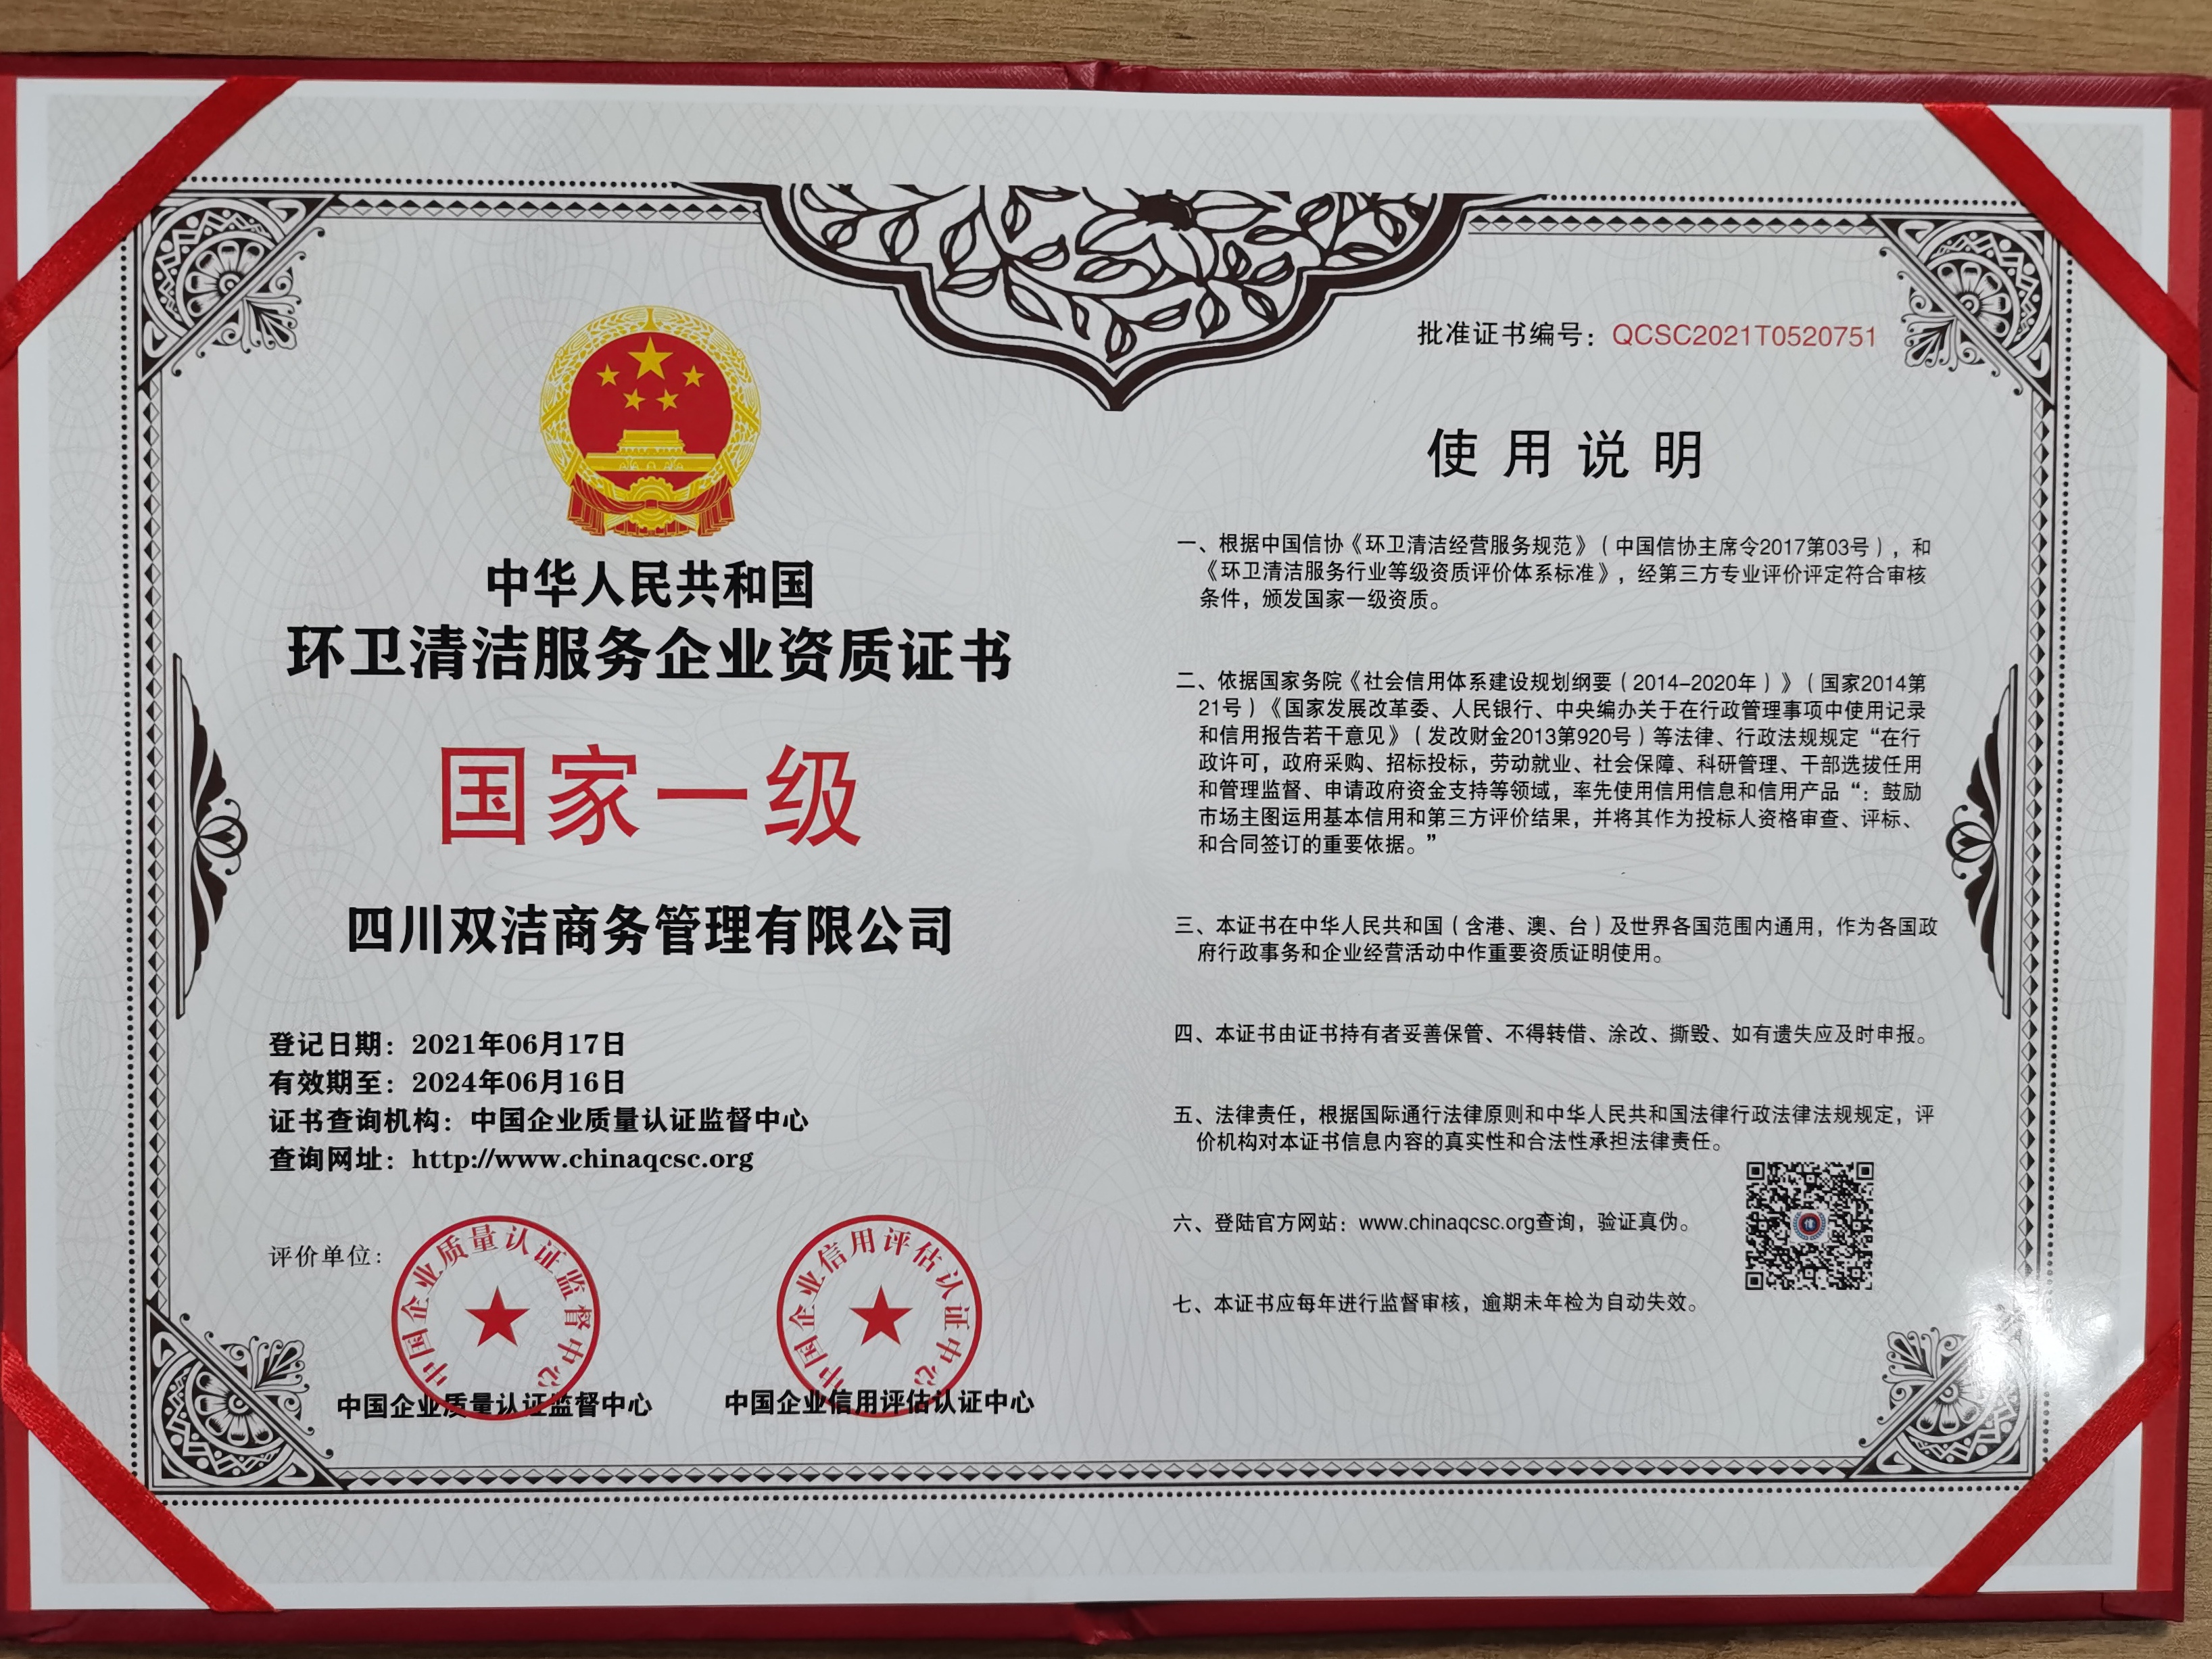 中华人民共和国
环卫清洁服务企业资质证书
国家一级
四川双洁商务管理有限公司
登记日期：2021年06月17日
有效期至：2024年06月16日
证书查询机构：中国企业质量认证监督中心
查询网址：http://www.chinaqcsc.org
评价单位：
中国企业质量认证监督中心
中国企业质量认证监督中心
中国企业信用评估认证中心
中国企业信用评估认证中心
批准证书编号：QCSC2021T0520751
使用说明
一、根据中国信协《环卫清洁经营服务规范》（中国信协主席令2017第03号），和
《环卫清洁服务行业等级资质评价体系标准》，经第三方专业评价评定符合审核
条件，颁发国家一级资质。
二、依据国家务院《社会信用体系建设规划纲要（2014-2020年）》（国家2014第
21号）《国家发展改革委、人民银行、中央编办关于在行政管理事项中使用记录
和信用报告若干意见》（发改财金2013第920号）等法律、行政法规规定“在行
政许可，政府采购、招标投标，劳动就业、社会保障、科研管理、干部选拔任用
和管理监督、申请政府资金支持等领域，率先使用信用信息和信用产品“：鼓励
市场主图运用基本信用和第三方评价结果，并将其作为投标人资格审查、评标、
和合同签订的重要依据。”
三、本证书在中华人民共和国（含港、澳、台）及世界各国范围内通用，作为各国政
府行政事务和企业经营活动中作重要资质证明使用。
四、本证书由证书持有者妥善保管、不得转借、涂改、撕毁、如有遗失应及时申报。
五、法律责任，根据国际通行法律原则和中华人民共和国法律行政法律法规规定，评
价机构对本证书信息内容的真实性和合法性承担法律责任。
六、登陆官方网站：www.chinaqcsc.org查询，验证真伪。
七、本证书应每年进行监督审核，逾期未年检为自动失效。